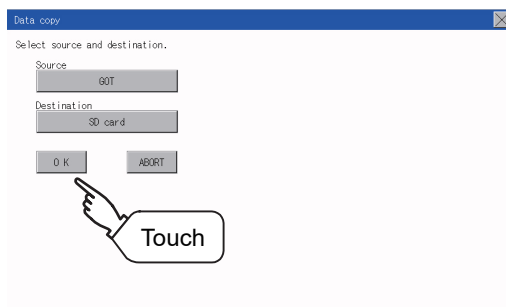 Data copy
Select source and destination.
Source
GOT
Destination
SD card
O K
ABORT
Touch